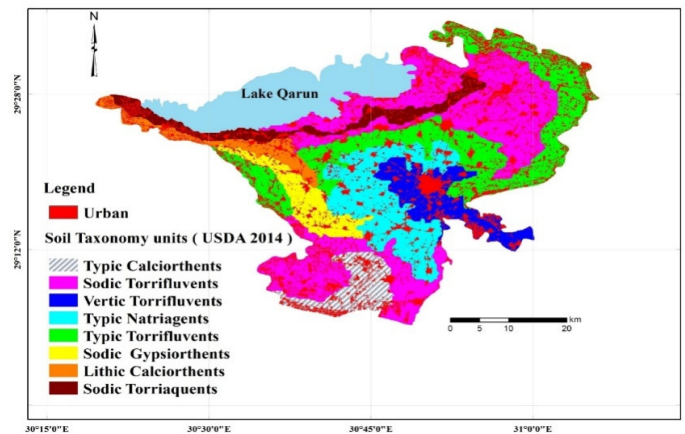 N
29°28'0"N
29°12'0"N
Lake Qarun
Legend
Urban
Soil Taxonomy units ( USDA 2014 )
Typic Calciorthents
Sodic Torrifluvents
Vertic Torrifluvents
Typic Natriagents
Typic Torrifluvents
Sodic Gypsiorthents
Lithic Calciorthents
Sodic Torriaquents
km
0 5 10 20
30°15'0"E 30°30'0"E 30°45'0"E 31°0'0"E